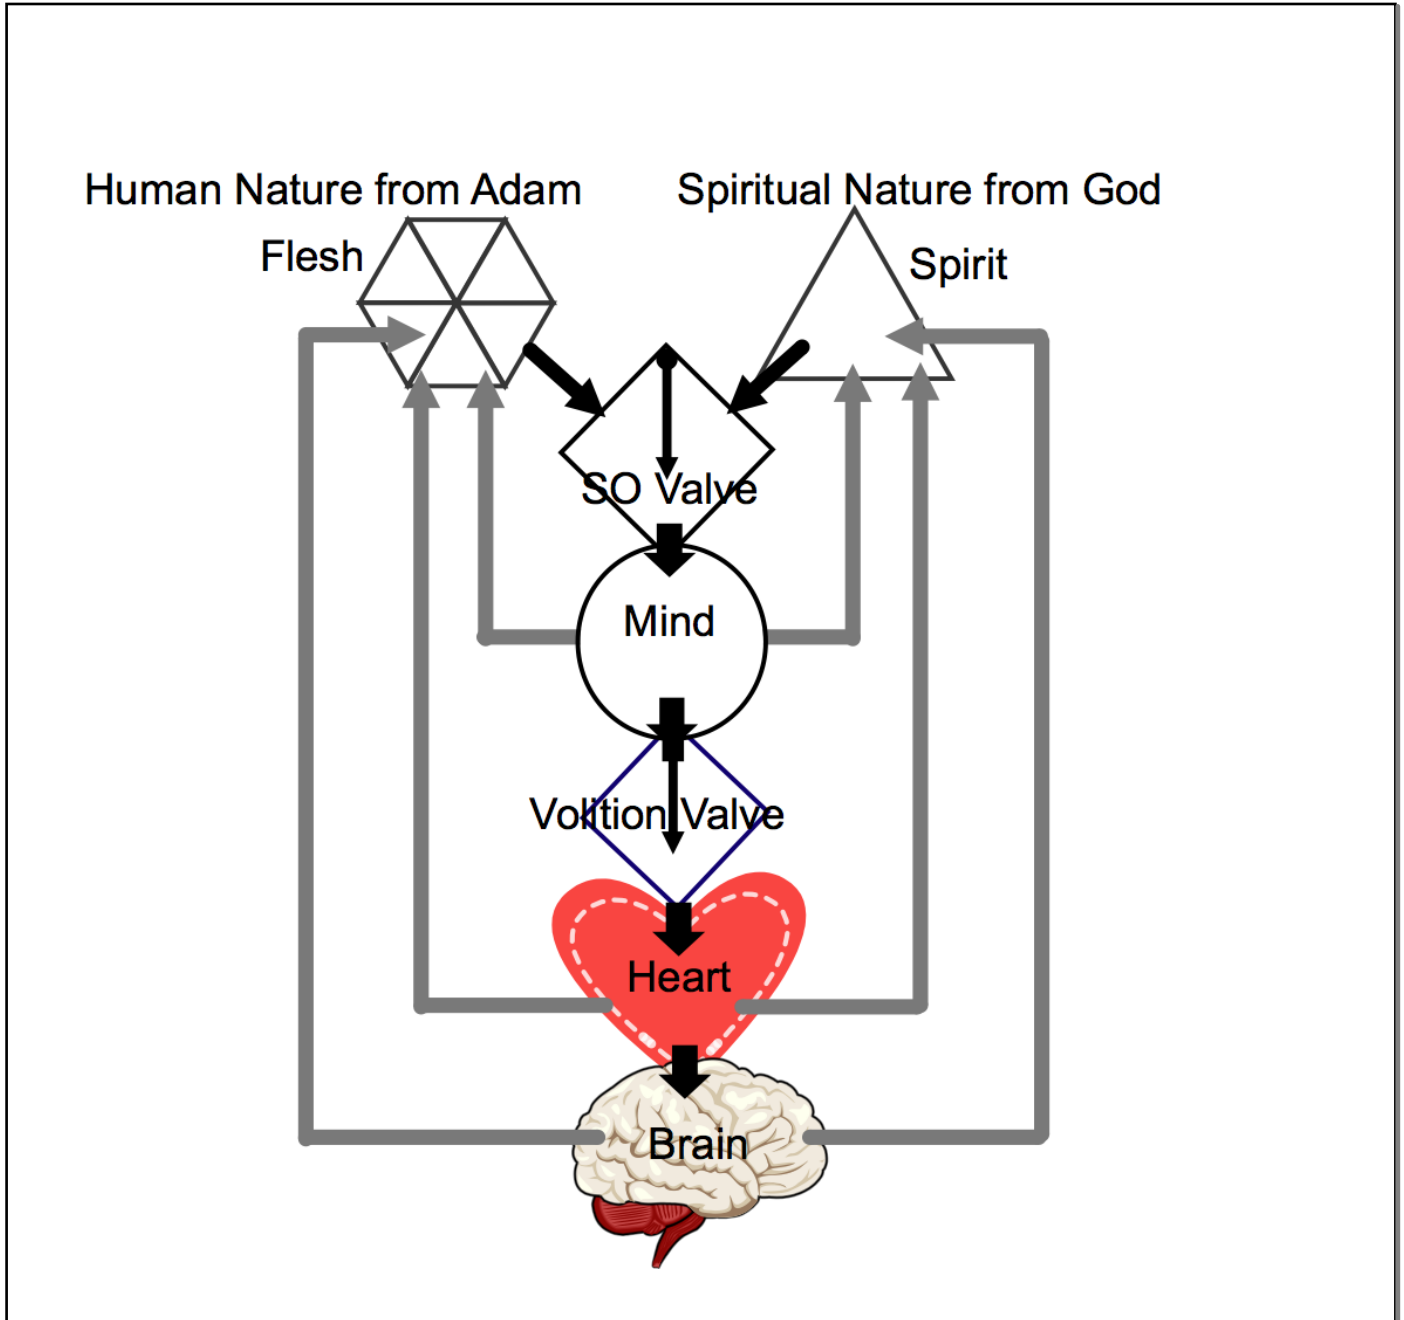 Human Nature from Adam
Spiritual Nature from God
Flesh
Spirit
SO Valve
Mind
Volition Valve
Heart
Brain